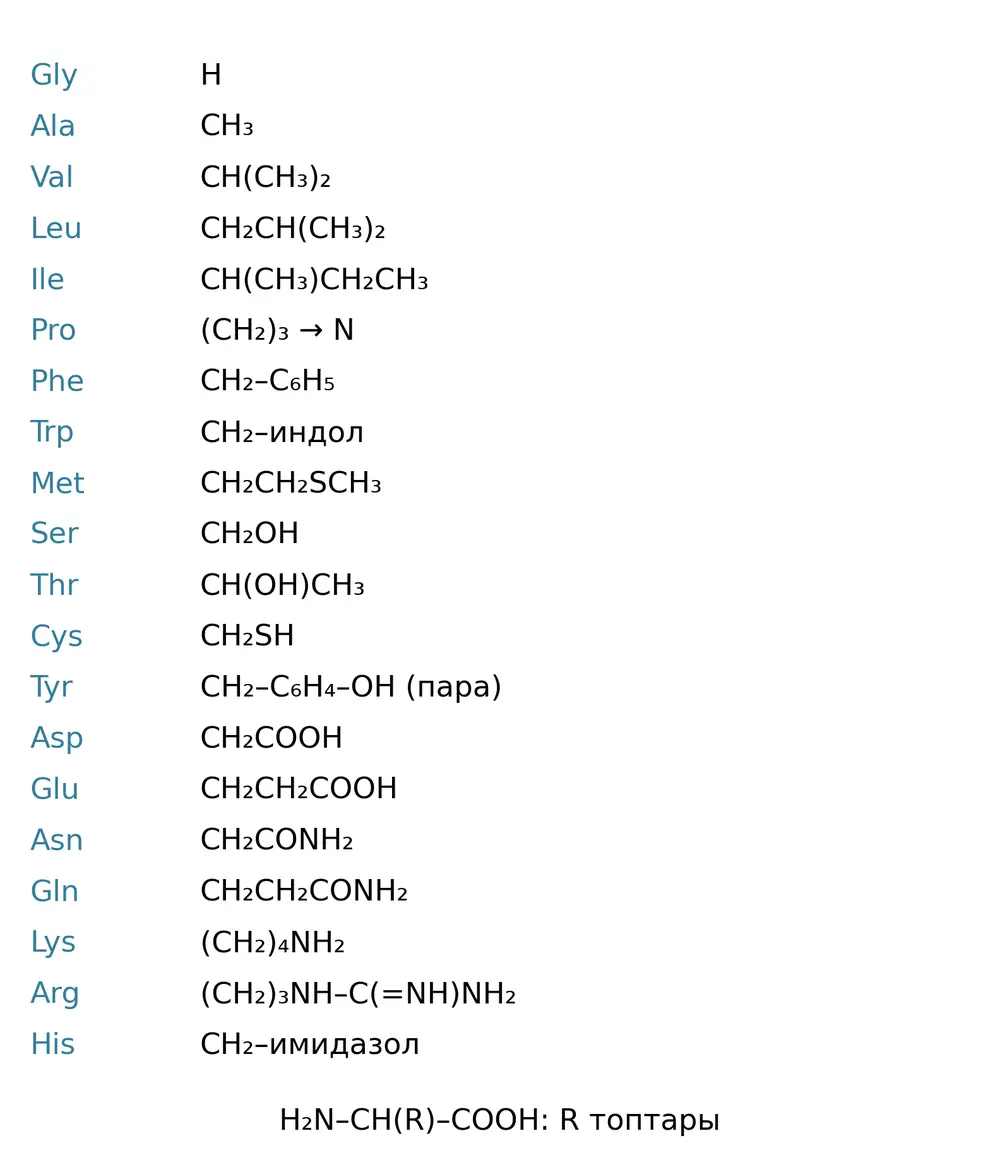 Gly H
Ala CH₃
Val CH(CH₃)₂
Leu CH₂CH(CH₃)₂
Ile CH(CH₃)CH₂CH₃
Pro (CH₂)₃ → N
Phe CH₂–C₆H₅
Trp CH₂–индол
Met CH₂CH₂SCH₃
Ser CH₂OH
Thr CH(OH)CH₃
Cys CH₂SH
Tyr CH₂–C₆H₄–OH (пара)
Asp CH₂COOH
Glu CH₂CH₂COOH
Asn CH₂CONH₂
Gln CH₂CH₂CONH₂
Lys (CH₂)₄NH₂
Arg (CH₂)₃NH–C(=NH)NH₂
His CH₂–имидазол
H₂N–CH(R)–COOH: R топтары